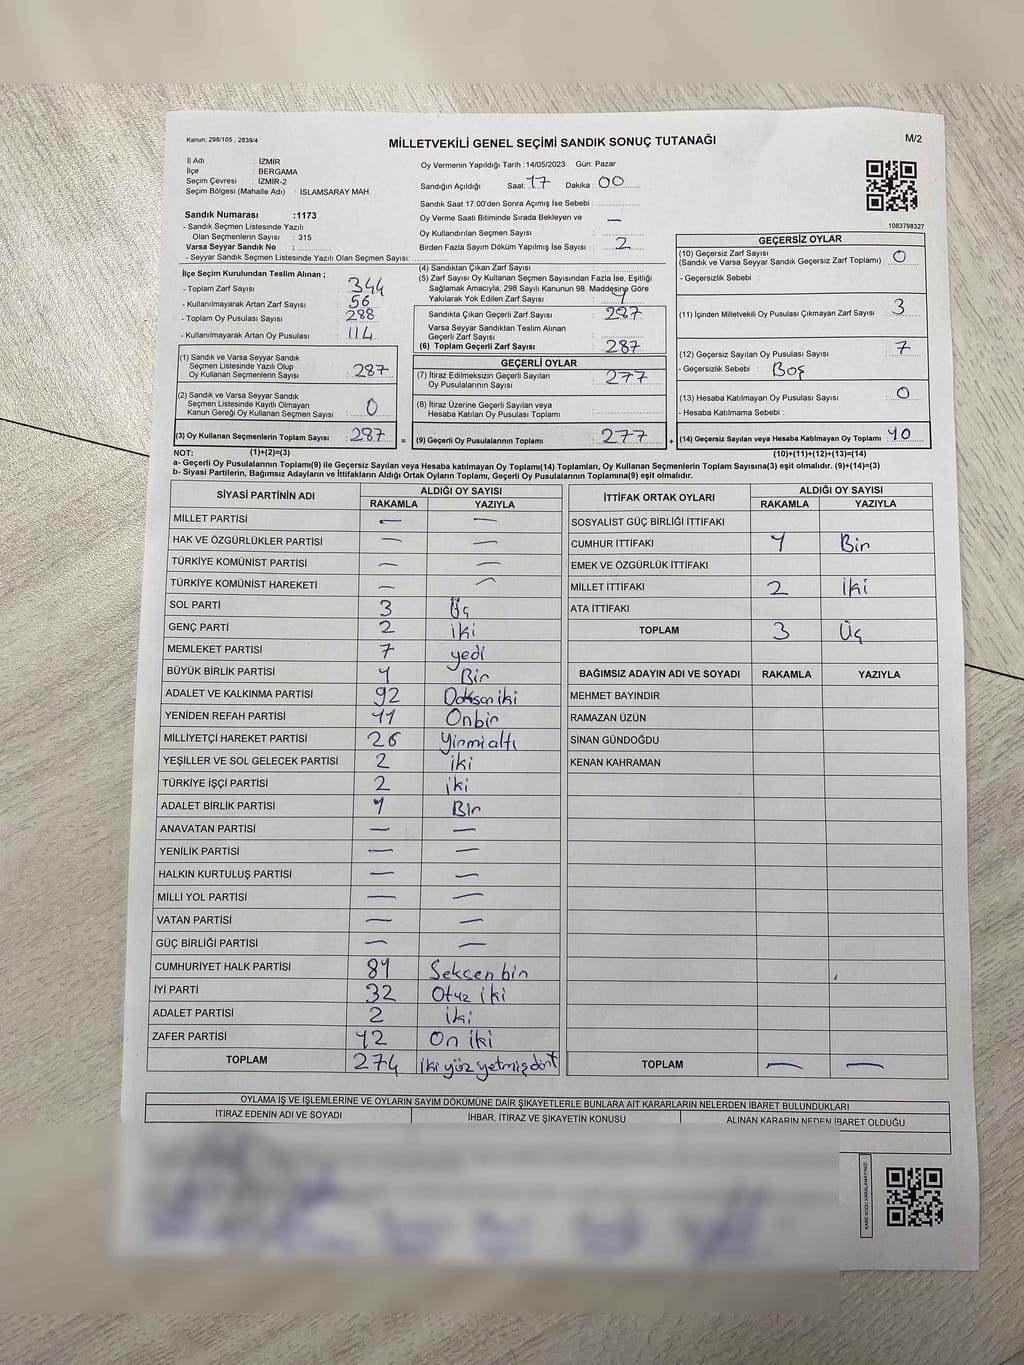 Kanun: 298/105 , 2839/4
MİLLETVEKİLİ GENEL SEÇİMİ SANDIK SONUÇ TUTANAĞI
M/2
İl Adı : İZMİR
İlçe : BERGAMA
Seçim Çevresi : İZMİR-2
Seçim Bölgesi (Mahalle Adı) : İSLAMSARAY MAH.
Sandık Numarası :1173
- Sandık Seçmen Listesinde Yazılı
Olan Seçmenlerin Sayısı : 315
Varsa Seyyar Sandık No :
- Seyyar Sandık Seçmen Listesinde Yazılı Olan Seçmen Sayısı:
Oy Vermenin Yapıldığı Tarih :14/05/2023 Gün: Pazar
Sandığın Açıldığı Saat: 17 Dakika : 00
Sandık Saat 17:00'den Sonra Açımış İse Sebebi :
Oy Verme Saati Bitiminde Sırada Bekleyen ve : —
Oy Kullandırılan Seçmen Sayısı
Birden Fazla Sayım Döküm Yapılmış İse Sayısı : 2
1083798327
İlçe Seçim Kurulundan Teslim Alınan ;
- Toplam Zarf Sayısı : 344
- Kullanılmayarak Artan Zarf Sayısı : 56
- Toplam Oy Pusulası Sayısı : 288
- Kullanılmayarak Artan Oy Pusulası : 114
(1) Sandık ve Varsa Seyyar Sandık
Seçmen Listesinde Yazılı Olup
Oy Kullanan Seçmenlerin Sayısı : 287
(2) Sandık ve Varsa Seyyar Sandık
Seçmen Listesinde Kayıtlı Olmayan
Kanun Gereği Oy Kullanan Seçmen Sayısı : 0
(3) Oy Kullanan Seçmenlerin Toplam Sayısı : 287 =
(4) Sandıktan Çıkan Zarf Sayısı :
(5) Zarf Sayısı Oy Kullanan Seçmen Sayısından Fazla İse, Eşitliği
Sağlamak Amacıyla, 298 Sayılı Kanunun 98. Maddesine Göre
Yakılarak Yok Edilen Zarf Sayısı : 1
Sandıkta Çıkan Geçerli Zarf Sayısı : 287
Varsa Seyyar Sandıktan Teslim Alınan
Geçerli Zarf Sayısı :
(6) Toplam Geçerli Zarf Sayısı : 287
GEÇERLİ OYLAR
(7) İtiraz Edilmeksizin Geçerli Sayılan : 277
Oy Pusulalarının Sayısı
(8) İtiraz Üzerine Geçerli Sayılan veya
Hesaba Katılan Oy Pusulası Toplamı :
(9) Geçerli Oy Pusulalarının Toplamı : 277 +
GEÇERSİZ OYLAR
(10) Geçersiz Zarf Sayısı : 0
(Sandık ve Varsa Seyyar Sandık Geçersiz Zarf Toplamı)
- Geçersizlik Sebebi :
(11) İçinden Milletvekili Oy Pusulası Çıkmayan Zarf Sayısı : 3
(12) Geçersiz Sayılan Oy Pusulası Sayısı : 7
- Geçersizlik Sebebi : Boş
(13) Hesaba Katılmayan Oy Pusulası Sayısı : 0
- Hesaba Katılmama Sebebi :
(14) Geçersiz Sayılan veya Hesaba Katılmayan Oy Toplamı : 10
NOT: (1)+(2)=(3)
(10)+(11)+(12)+(13)=(14)
a- Geçerli Oy Pusulalarının Toplamı(9) ile Geçersiz Sayılan veya Hesaba katılmayan Oy Toplamı(14) Toplamları, Oy Kullanan Seçmenlerin Toplam Sayısına(3) eşit olmalıdır. (9)+(14)=(3)
b- Siyasi Partilerin, Bağımsız Adayların ve İttifakların Aldığı Ortak Oyların Toplamı, Geçerli Oy Pusulalarının Toplamına(9) eşit olmalıdır.
SİYASİ PARTİNİN ADI
ALDIĞI OY SAYISI
RAKAMLA YAZIYLA
MİLLET PARTİSİ — —
HAK VE ÖZGÜRLÜKLER PARTİSİ — —
TÜRKİYE KOMÜNİST PARTİSİ — —
TÜRKİYE KOMÜNİST HAREKETİ — —
SOL PARTİ 3 Üç
GENÇ PARTİ 2 iki
MEMLEKET PARTİSİ 7 yedi
BÜYÜK BİRLİK PARTİSİ 1 Bir
ADALET VE KALKINMA PARTİSİ 92 Doksan iki
YENİDEN REFAH PARTİSİ 11 Onbir
MİLLİYETÇİ HAREKET PARTİSİ 26 Yirmialtı
YEŞİLLER VE SOL GELECEK PARTİSİ 2 iki
TÜRKİYE İŞÇİ PARTİSİ 2 iki
ADALET BİRLİK PARTİSİ 1 Bir
ANAVATAN PARTİSİ — —
YENİLİK PARTİSİ — —
HALKIN KURTULUŞ PARTİSİ — —
MİLLİ YOL PARTİSİ — —
VATAN PARTİSİ — —
GÜÇ BİRLİĞİ PARTİSİ — —
CUMHURİYET HALK PARTİSİ 81 Seksen bir
İYİ PARTİ 32 Otuz iki
ADALET PARTİSİ 2 iki
ZAFER PARTİSİ 12 On iki
TOPLAM 274 iki yüz yetmiş dört
İTTİFAK ORTAK OYLARI
ALDIĞI OY SAYISI
RAKAMLA YAZIYLA
SOSYALİST GÜÇ BİRLİĞİ İTTİFAKI
CUMHUR İTTİFAKI 1 Bir
EMEK VE ÖZGÜRLÜK İTTİFAKI
MİLLET İTTİFAKI 2 iki
ATA İTTİFAKI
TOPLAM 3 Üç
BAĞIMSIZ ADAYIN ADI VE SOYADI RAKAMLA YAZIYLA
MEHMET BAYINDIR
RAMAZAN ÜZÜN
SİNAN GÜNDOĞDU
KENAN KAHRAMAN
TOPLAM — —
OYLAMA İŞ VE İŞLEMLERİNE VE OYLARIN SAYIM DÖKÜMÜNE DAİR ŞİKAYETLERLE BUNLARA AİT KARARLARIN NELERDEN İBARET BULUNDUKLARI
İTİRAZ EDENİN ADI VE SOYADI
İHBAR, İTİRAZ VE ŞİKAYETİN KONUSU
ALINAN KARARIN NEDEN İBARET OLDUĞU
KARE KODU KARALAMAYINIZ!